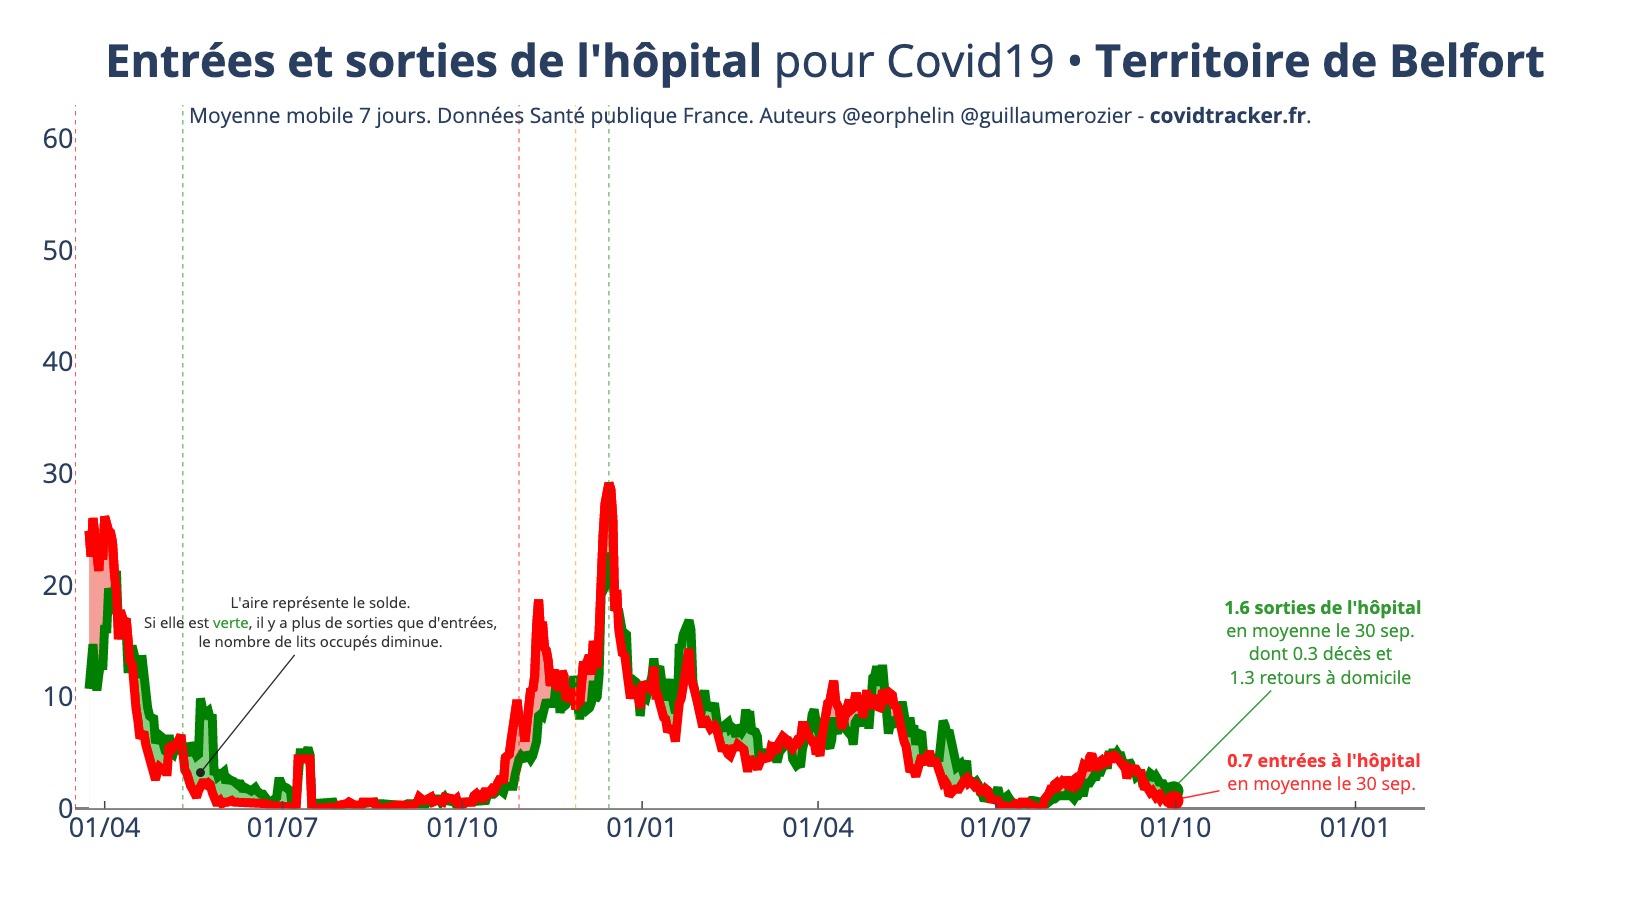 Entrées et sorties de l'hôpital pour Covid19 • Territoire de Belfort
Moyenne mobile 7 jours. Données Santé publique France. Auteurs @eorphelin @guillaumerozier - covidtracker.fr.
60
50
40
30
20
10
0
L'aire représente le solde.
Si elle est verte, il y a plus de sorties que d'entrées,
le nombre de lits occupés diminue.
1.6 sorties de l'hôpital
en moyenne le 30 sep.
dont 0.3 décès et
1.3 retours à domicile
0.7 entrées à l'hôpital
en moyenne le 30 sep.
01/04 01/07 01/10 01/01 01/04 01/07 01/10 01/01